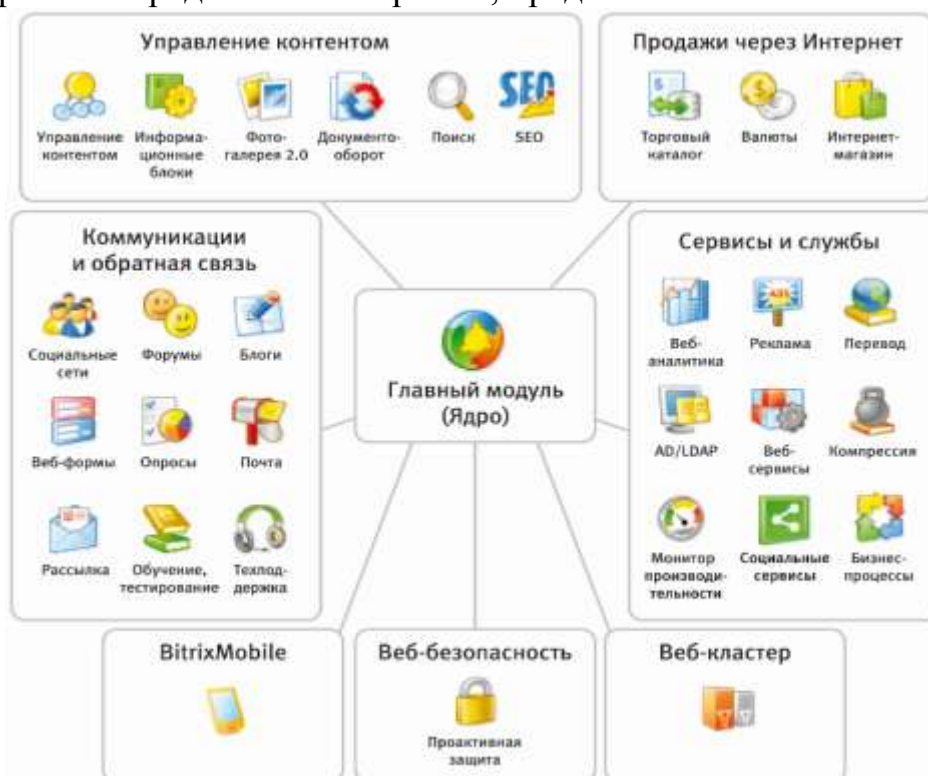 Управление контентом
Управление
контентом
Информа-
ционные
блоки
Фото-
галерея 2.0
Документо-
оборот
Поиск
SEO
SEO
Продажи через Интернет
Торговый
каталог
Валюты
Интернет-
магазин
Коммуникации
и обратная связь
Социальные
сети
Форумы
Блоги
Веб-формы
Опросы
Почта
Рассылка
Обучение,
тестирование
Техпод-
держка
Главный модуль
(Ядро)
Сервисы и службы
Веб-
аналитика
ADS
Реклама
Перевод
AD/LDAP
Веб-
сервисы
Компрессия
Монитор
производи-
тельности
Социальные
сервисы
Бизнес-
процессы
BitrixMobile
Веб-безопасность
Проактивная
защита
Веб-кластер